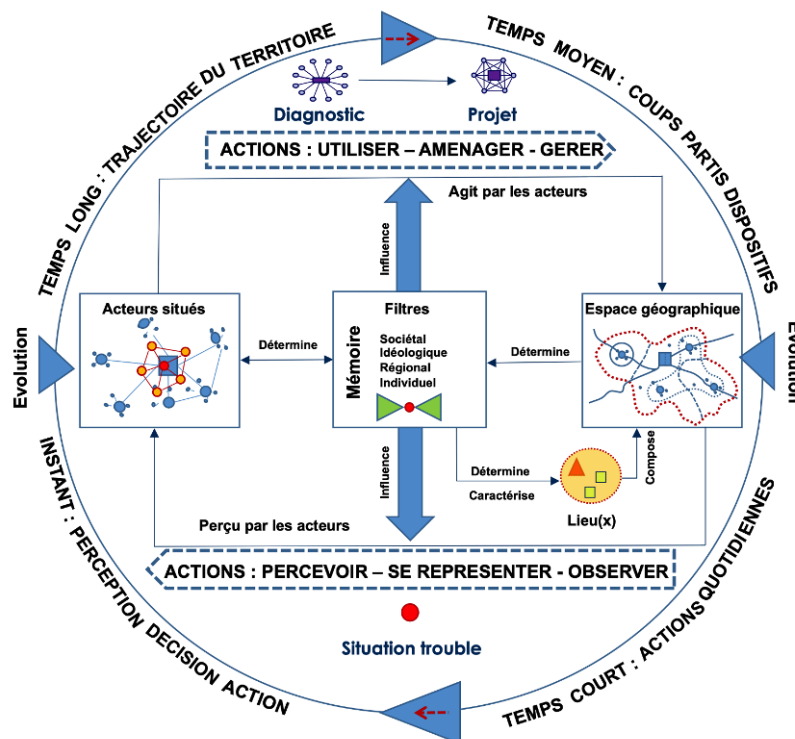 TEMPS LONG : TRAJECTOIRE DU TERRITOIRE
TEMPS MOYEN : COUPS PARTIS DISPOSITIFS
Diagnostic
Projet
ACTIONS : UTILISER – AMENAGER - GERER
Agit par les acteurs
Influence
Acteurs situés
Filtres
Espace géographique
Mémoire
Sociétal
Idéologique
Régional
Individuel
Détermine
Détermine
Evolution
Evolution
Influence
Détermine
Caractérise
Compose
Lieu(x)
Perçu par les acteurs
ACTIONS : PERCEVOIR – SE REPRESENTER - OBSERVER
Situation trouble
INSTANT : PERCEPTION DECISION ACTION
TEMPS COURT : ACTIONS QUOTIDIENNES